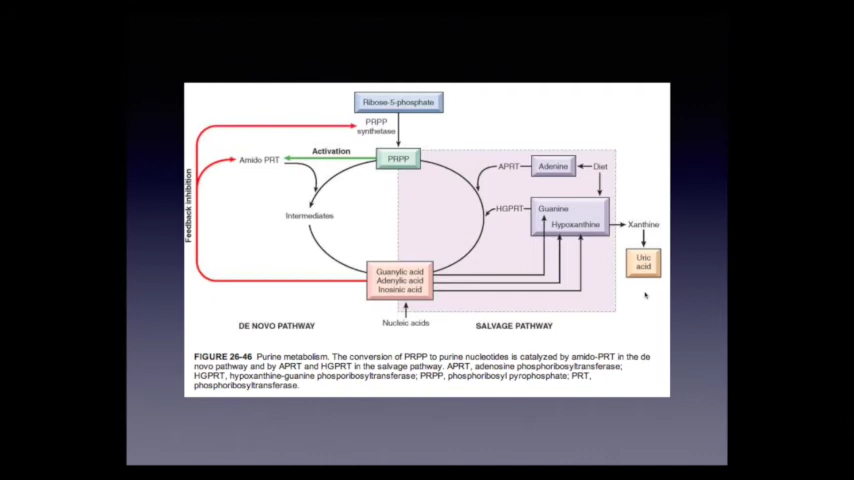 Ribose-5-phosphate
PRPP
synthetase
Activation
Amido PRT
PRPP
APRT
Adenine
Diet
HGPRT
Guanine
Hypoxanthine
Xanthine
Feedback inhibition
Intermediates
Uric
acid
Guanylic acid
Adenylic acid
Inosinic acid
Nucleic acids
DE NOVO PATHWAY
SALVAGE PATHWAY
FIGURE 26-46 Purine metabolism. The conversion of PRPP to purine nucleotides is catalyzed by amido-PRT in the de
novo pathway and by APRT and HGPRT in the salvage pathway. APRT, adenosine phosphoribosyltransferase;
HGPRT, hypoxanthine-guanine phosporibosyltransferase; PRPP, phosphoribosyl pyrophosphate; PRT,
phosphoribosyltransferase.